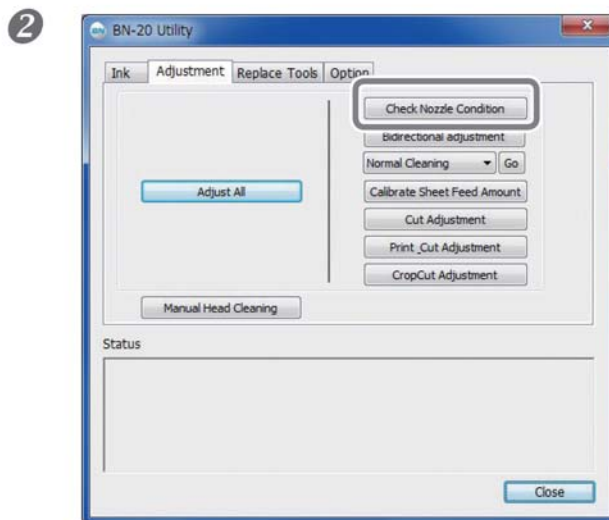 2
BN-20 Utility
Ink Adjustment Replace Tools Option
Check Nozzle Condition
Bidirectional adjustment
Normal Cleaning Go
Adjust All
Calibrate Sheet Feed Amount
Cut Adjustment
Print_Cut Adjustment
CropCut Adjustment
Manual Head Cleaning
Status
Close